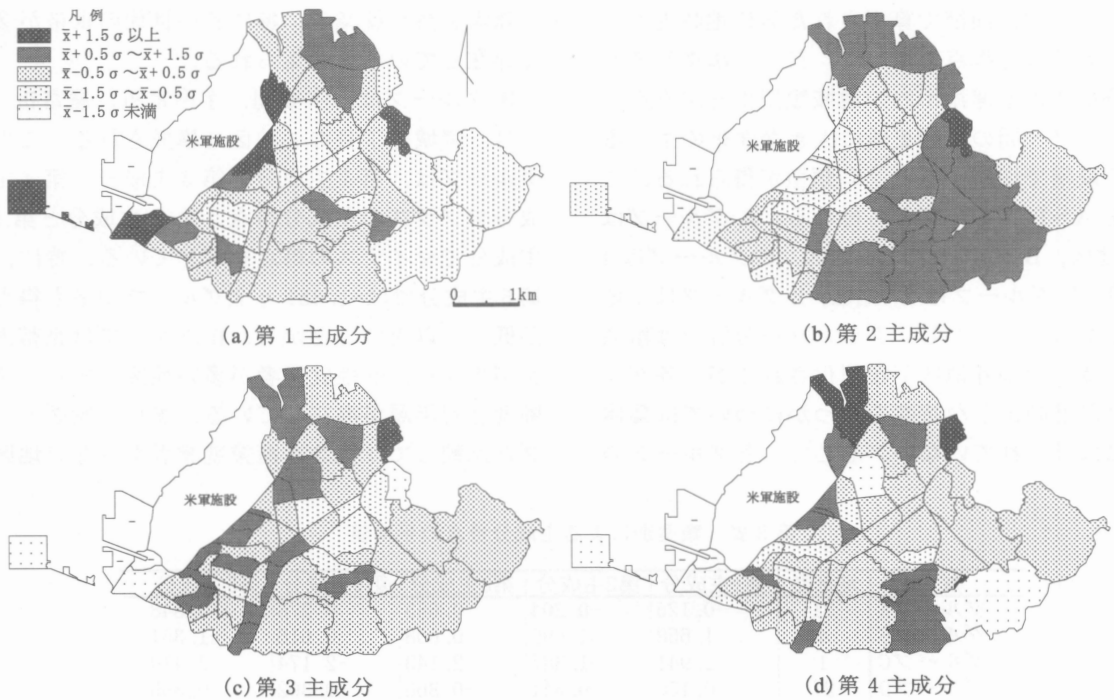 凡例
x̄+1.5σ以上
x̄+0.5σ～x̄+1.5σ
x̄-0.5σ～x̄+0.5σ
x̄-1.5σ～x̄-0.5σ
x̄-1.5σ未満
米軍施設
0 1km
(a)第1主成分
米軍施設
(b)第2主成分
米軍施設
(c)第3主成分
米軍施設
(d)第4主成分